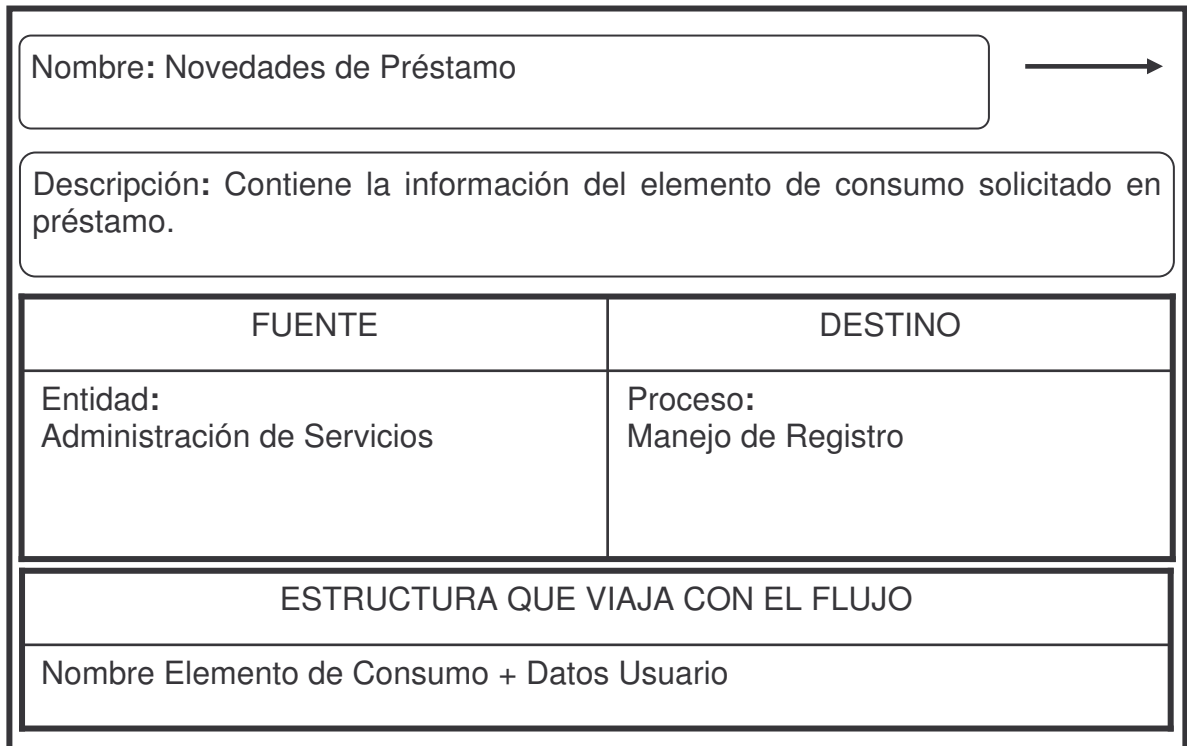 Nombre: Novedades de Préstamo
Descripción: Contiene la información del elemento de consumo solicitado en
préstamo.
FUENTE
DESTINO
Entidad:
Administración de Servicios
Proceso:
Manejo de Registro
ESTRUCTURA QUE VIAJA CON EL FLUJO
Nombre Elemento de Consumo + Datos Usuario